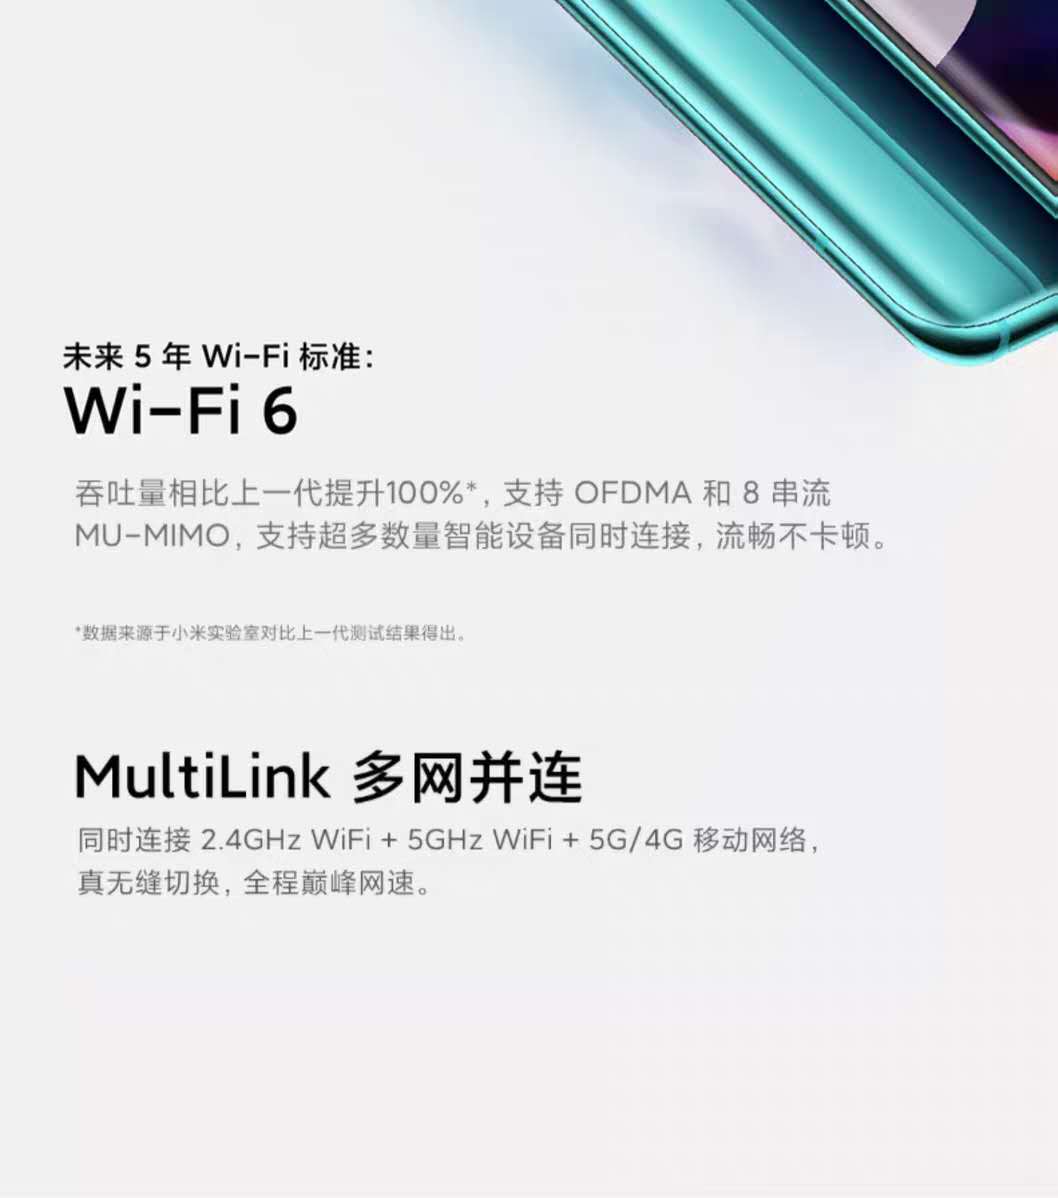 未来 5 年 Wi-Fi 标准：
Wi-Fi 6
吞吐量相比上一代提升100%*，支持 OFDMA 和 8 串流
MU-MIMO，支持超多数量智能设备同时连接，流畅不卡顿。
*数据来源于小米实验室对比上一代测试结果得出。
MultiLink 多网并连
同时连接 2.4GHz WiFi + 5GHz WiFi + 5G/4G 移动网络，
真无缝切换，全程巅峰网速。